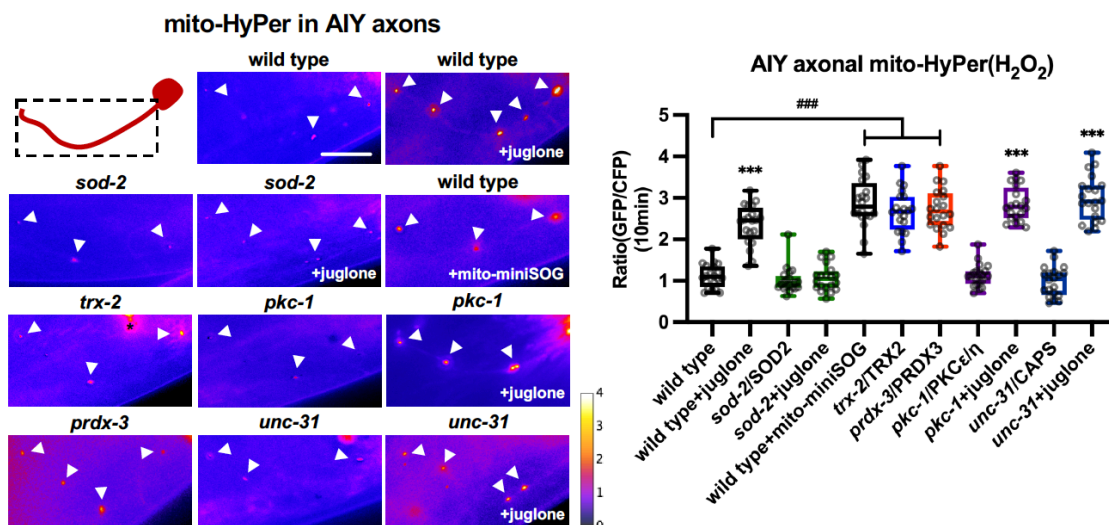 mito-HyPer in AIY axons
wild type
wild type
+juglone
sod-2
sod-2
wild type
+juglone
+mito-miniSOG
trx-2
pkc-1
pkc-1
*
+juglone
prdx-3
unc-31
unc-31
+juglone
4
3
2
1
0
AIY axonal mito-HyPer(H₂O₂)
Ratio(GFP/CFP)
(10min)
5
4
3
2
1
0
###
***
***
***
wild type
wild type+juglone
sod-2/SOD2
sod-2+juglone
wild type+mito-miniSOG
trx-2/TRX2
prdx-3/PRDX3
pkc-1/PKCε/η
pkc-1+juglone
unc-31/CAPS
unc-31+juglone